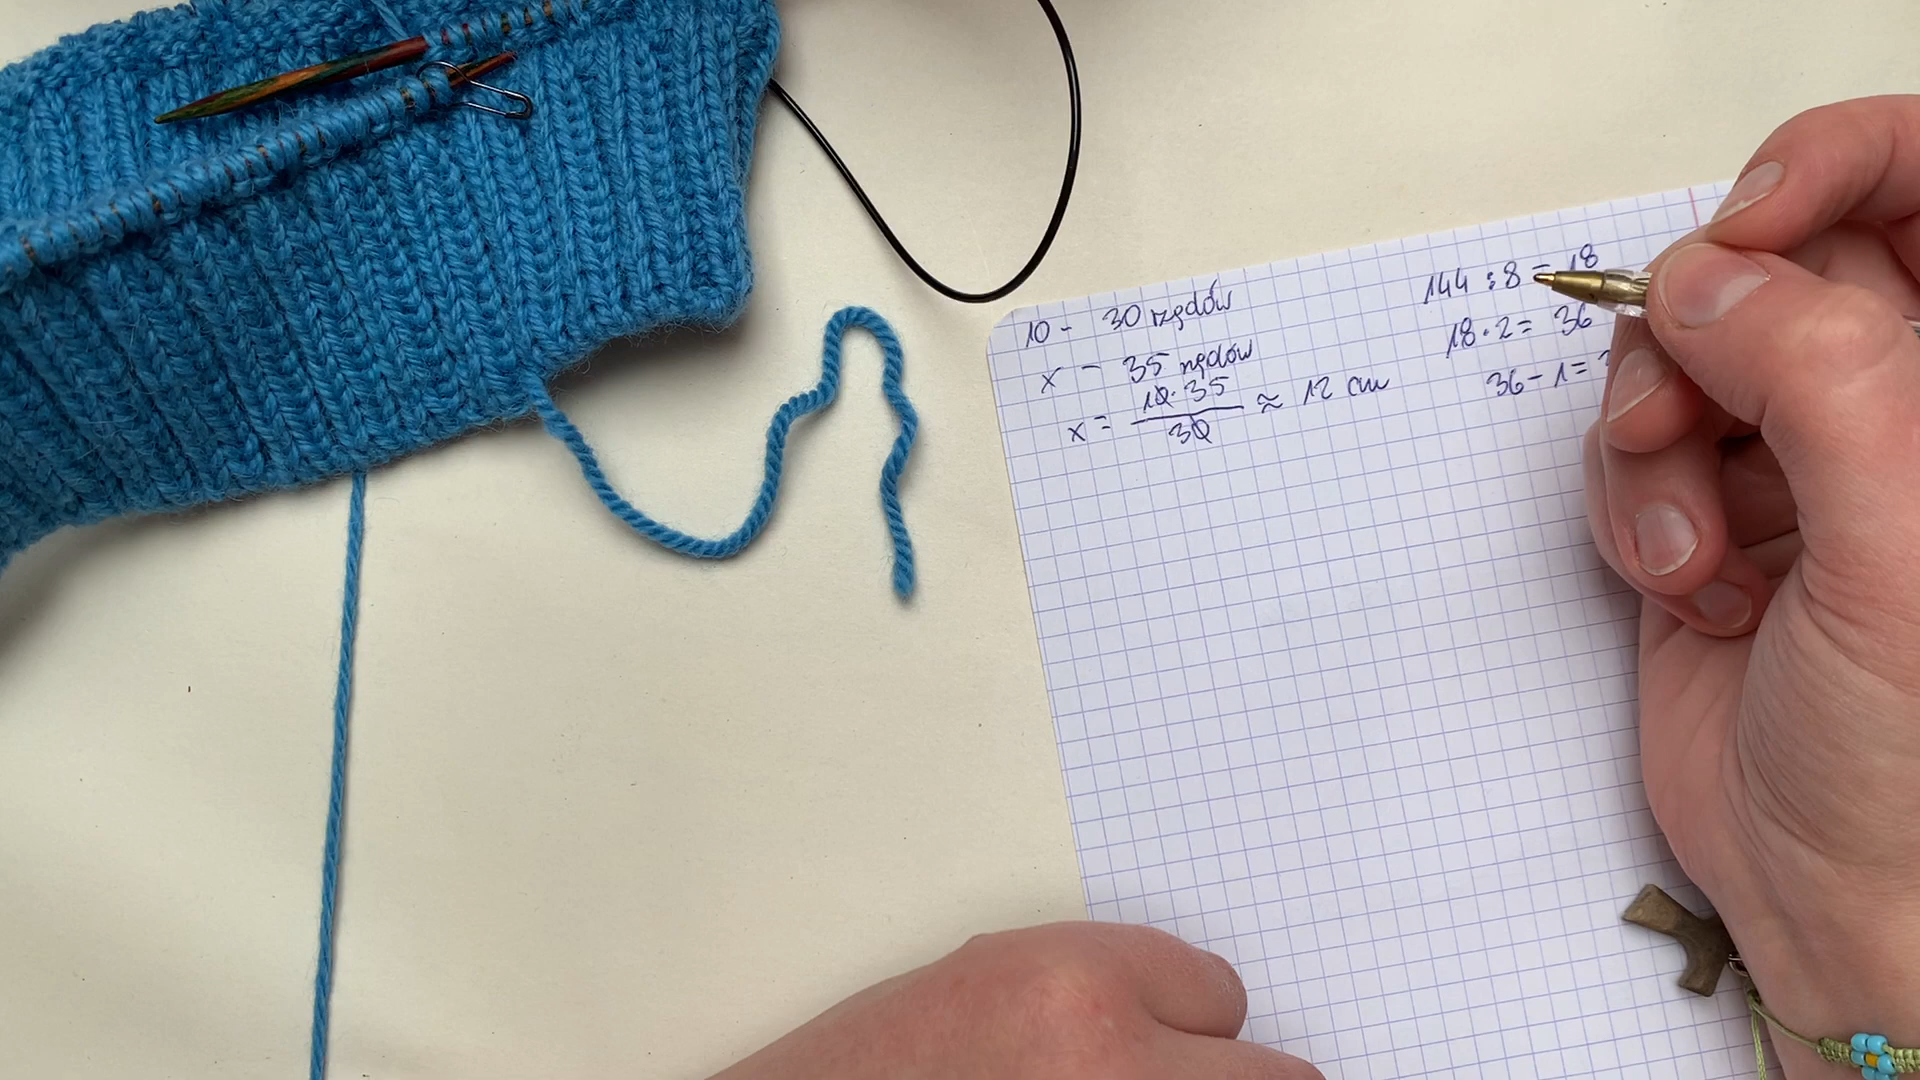 10 - 30 rzędów
x - 35 rzędów
x = 10·35 / 30 ≈ 12 cm
144 : 8 = 18
18 · 2 = 36
36 - 1 =